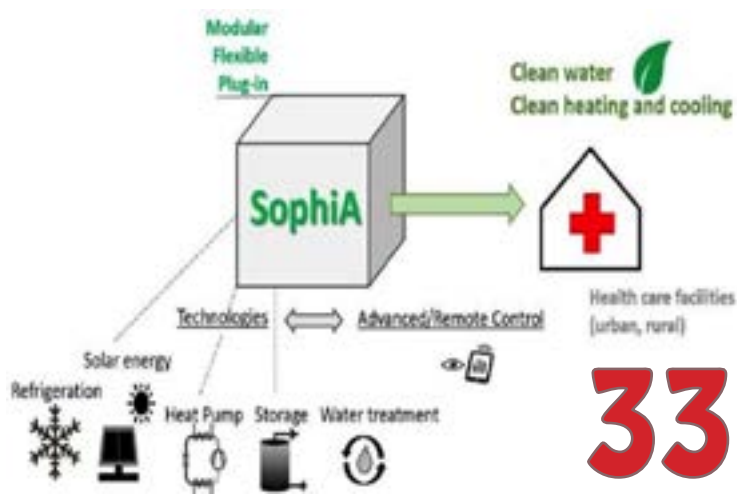 Modular
Flexible
Plug-in
Clean water
Clean heating and cooling
SophiA
Health care facilities
(urban, rural)
Technologies
Advanced/Remote Control
Solar energy
Refrigeration
Heat Pump
Storage
Water treatment
33